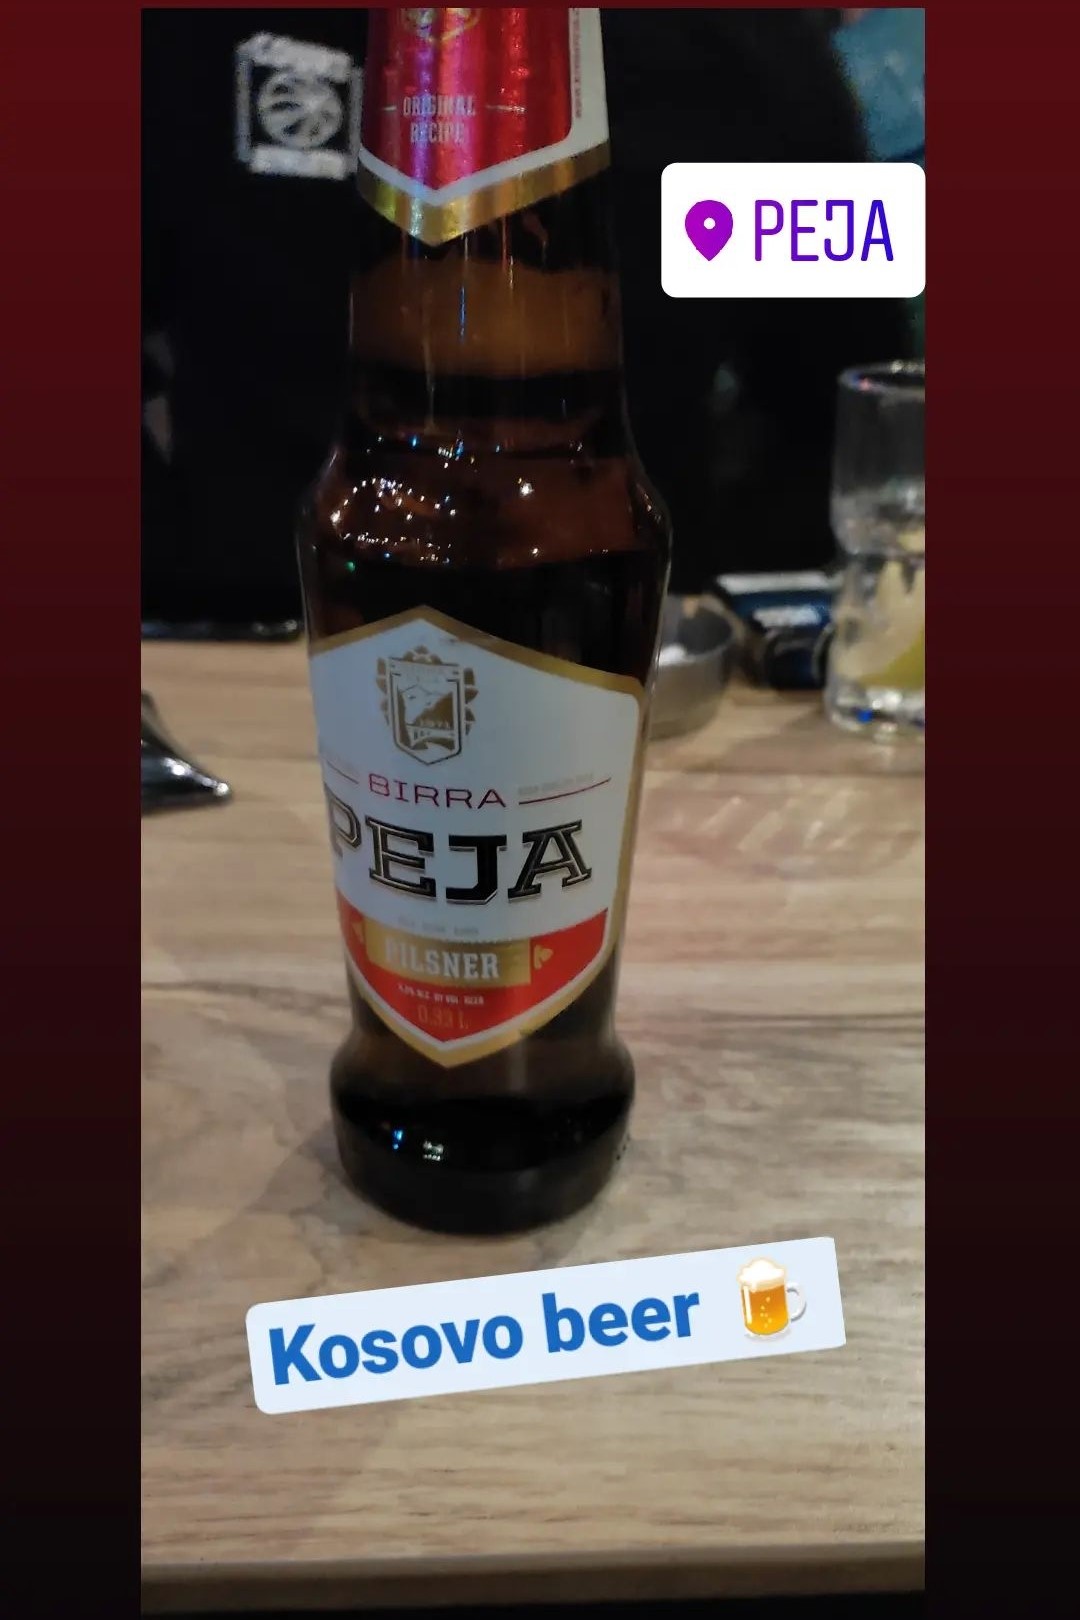 ORIGINAL
RECIPE
PEJA
BIRRA
PEJA
PILSNER
0,33 L
Kosovo beer 🍺